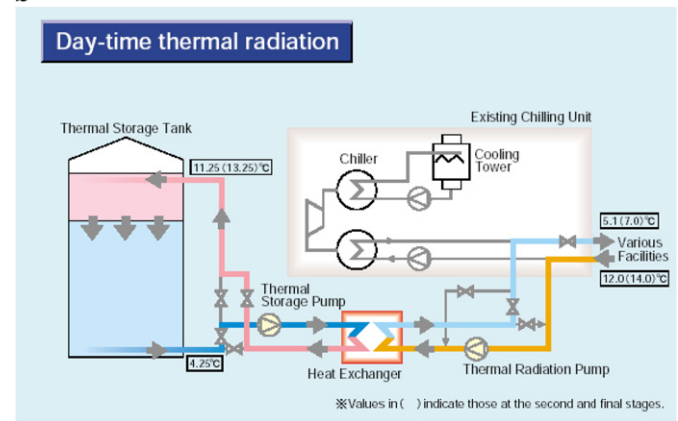 Day-time thermal radiation
Existing Chilling Unit
Thermal Storage Tank
11.25 (13.25)℃
Chiller
Cooling
Tower
5.1 (7.0)℃
Various
Facilities
12.0 (14.0)℃
Thermal
Storage Pump
4.25℃
Heat Exchanger
Thermal Radiation Pump
※Values in ( ) indicate those at the second and final stages.